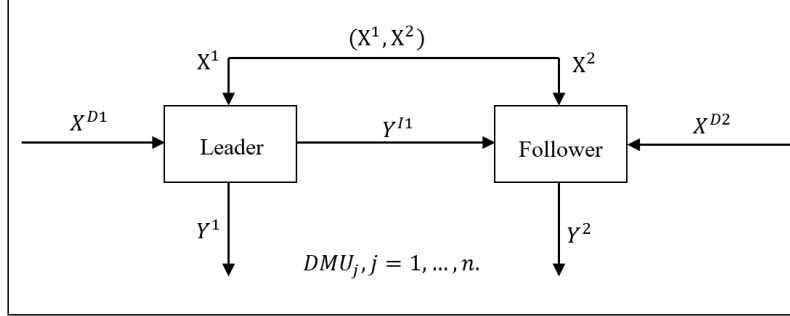 (X¹, X²)
X¹
X²
X^{D1}
Leader
Y^{I1}
Follower
X^{D2}
Y¹
Y²
DMU_j, j = 1, … , n.